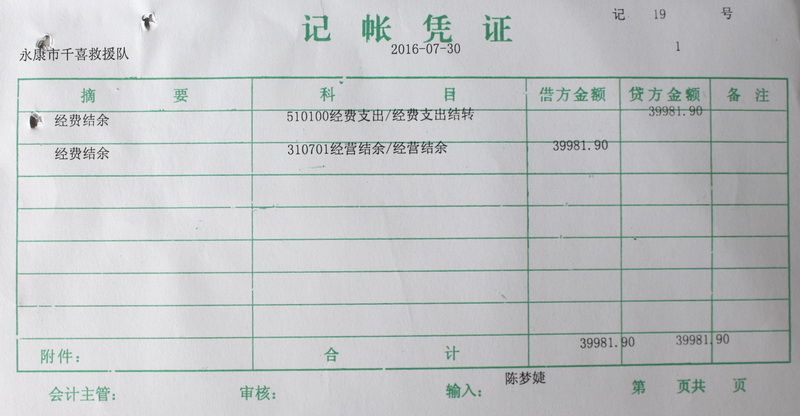 记 帐 凭 证
记 19 号
永康市千喜救援队 2016-07-30 1
摘 要 科 目 借方金额 贷方金额 备 注
经费结余 510100经费支出/经费支出结转 39981.90
经费结余 310701经营结余/经营结余 39981.90
附件: 合 计 39981.90 39981.90
会计主管: 审核: 输入: 陈梦婕 第 页共 页